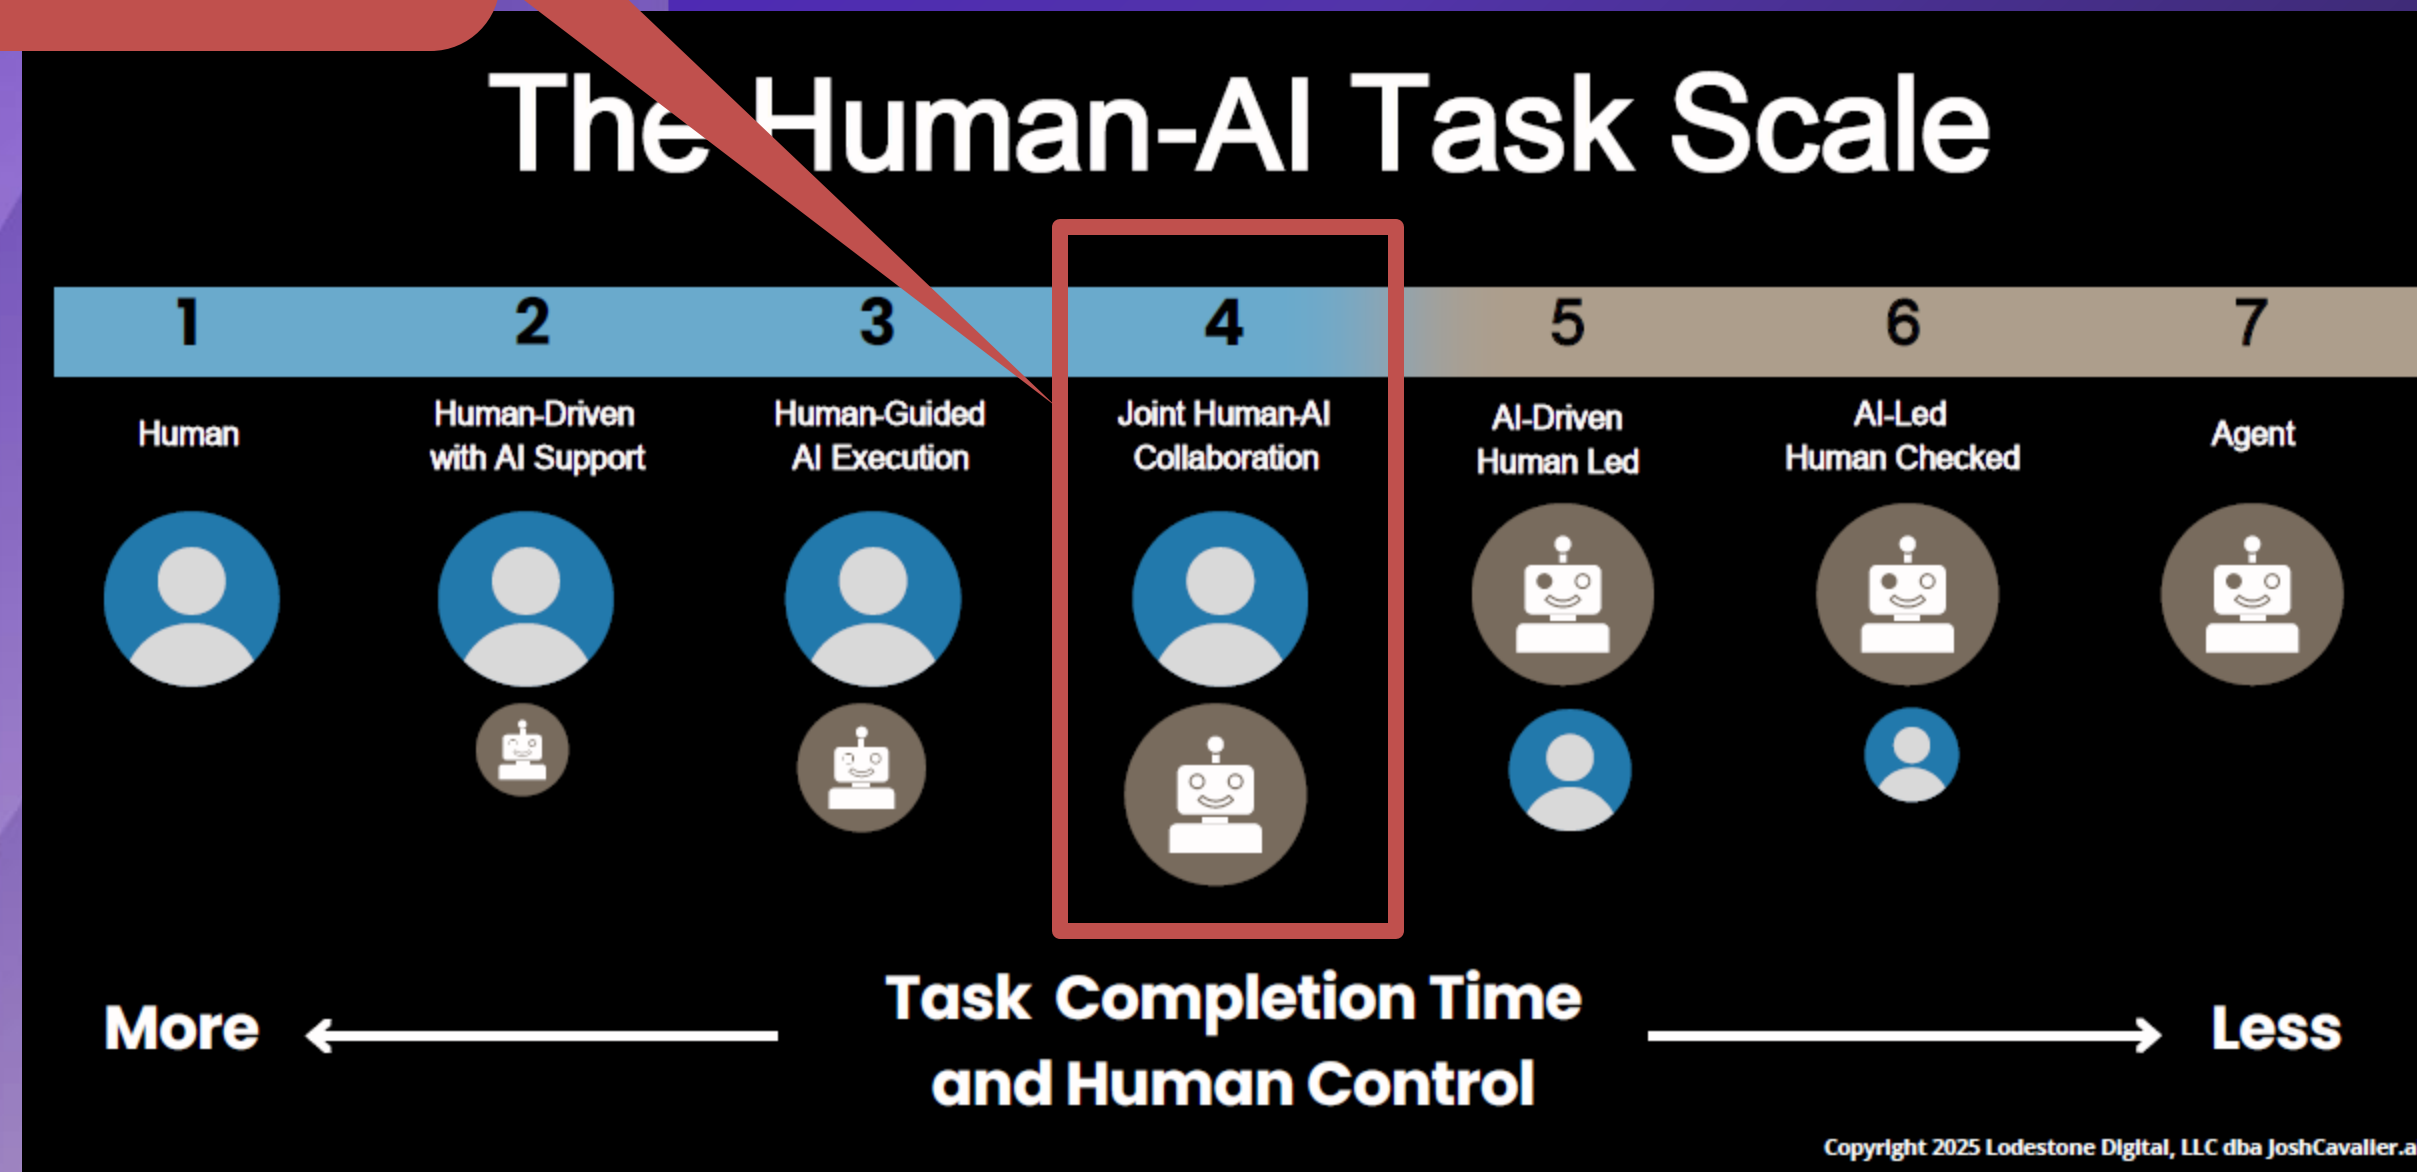 The Human-AI Task Scale
1 2 3 4 5 6 7
Human
Human-Driven
with AI Support
Human-Guided
AI Execution
Joint Human-AI
Collaboration
AI-Driven
Human Led
AI-Led
Human Checked
Agent
More
Task Completion Time
and Human Control
Less
Copyright 2025 Lodestone Digital, LLC dba JoshCavalier.a